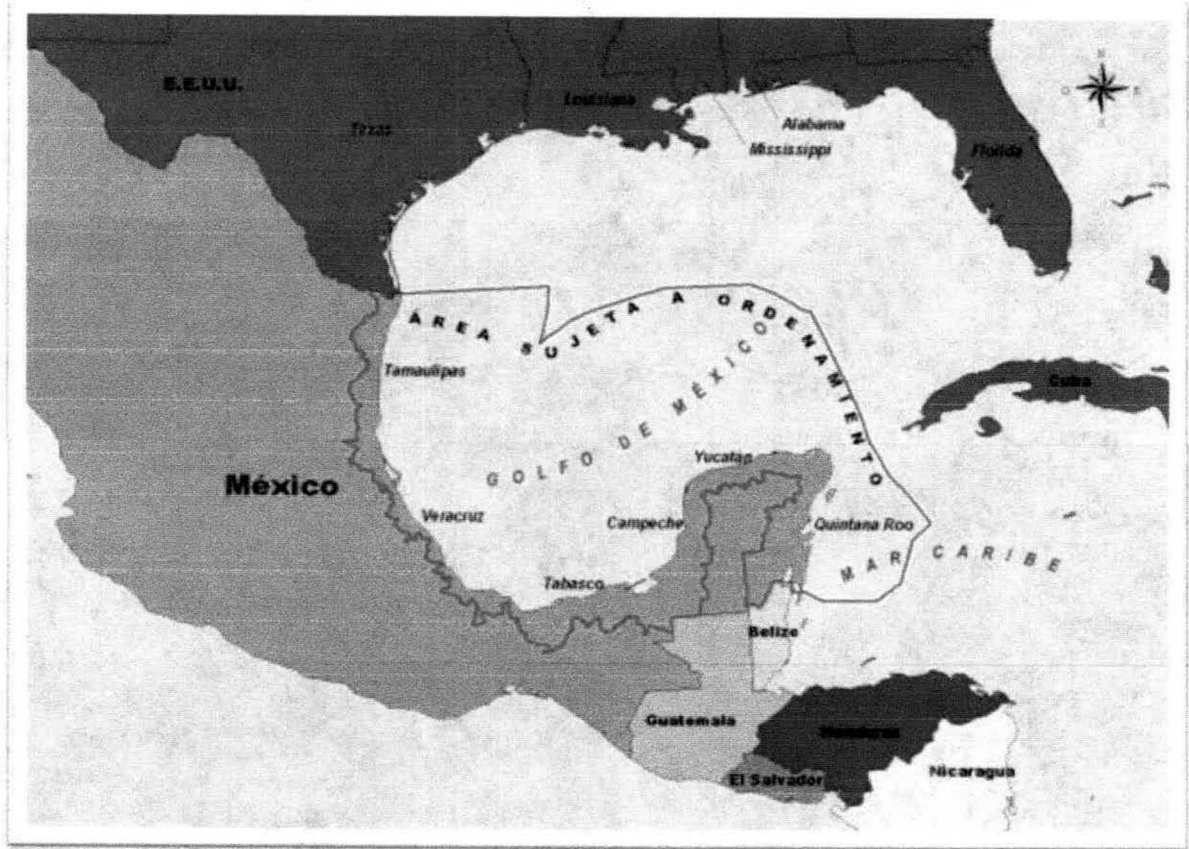 N
O
E
S
E.E.U.U.
Texas
Louisiana
Alabama
Mississippi
Florida
ÁREA SUJETA A ORDENAMIENTO
Tamaulipas
GOLFO DE MÉXICO
Cuba
México
Yucatan
Veracruz
Campeche
Quintana Roo
MAR CARIBE
Tabasco
Belize
Guatemala
Honduras
El Salvador
Nicaragua